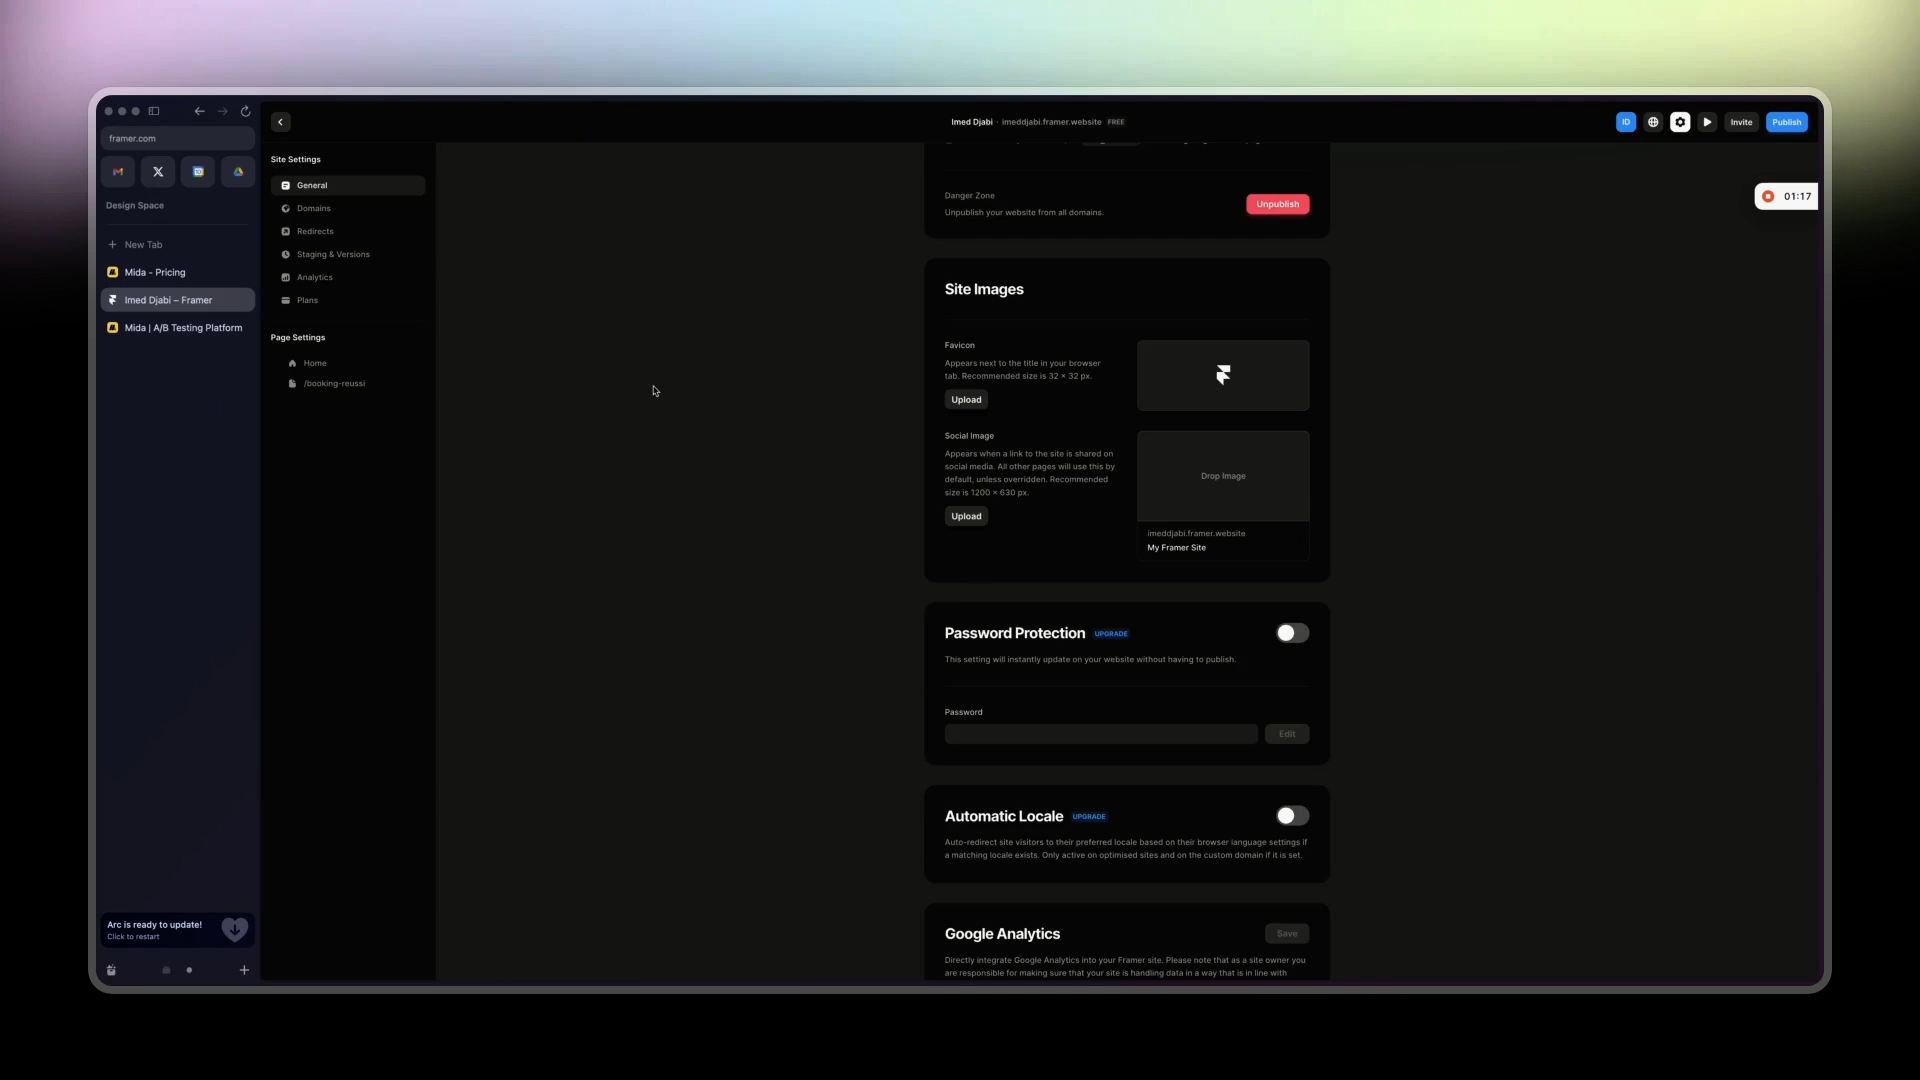 framer.com
Design Space
New Tab
Mida - Pricing
Imed Djabi – Framer
Mida | A/B Testing Platform
Arc is ready to update!
Click to restart
Imed Djabi · imeddjabi.framer.website FREE
ID
Invite
Publish
01:17
Site Settings
General
Domains
Redirects
Staging & Versions
Analytics
Plans
Page Settings
Home
/booking-reussi
Danger Zone
Unpublish your website from all domains.
Unpublish
Site Images
Favicon
Appears next to the title in your browser
tab. Recommended size is 32 × 32 px.
Upload
Social Image
Appears when a link to the site is shared on
social media. All other pages will use this by
default, unless overridden. Recommended
size is 1200 × 630 px.
Upload
Drop Image
imeddjabi.framer.website
My Framer Site
Password Protection UPGRADE
This setting will instantly update on your website without having to publish.
Password
Edit
Automatic Locale UPGRADE
Auto-redirect site visitors to their preferred locale based on their browser language settings if
a matching locale exists. Only active on optimised sites and on the custom domain if it is set.
Google Analytics
Save
Directly integrate Google Analytics into your Framer site. Please note that as a site owner you
are responsible for making sure that your site is handling data in a way that is in line with